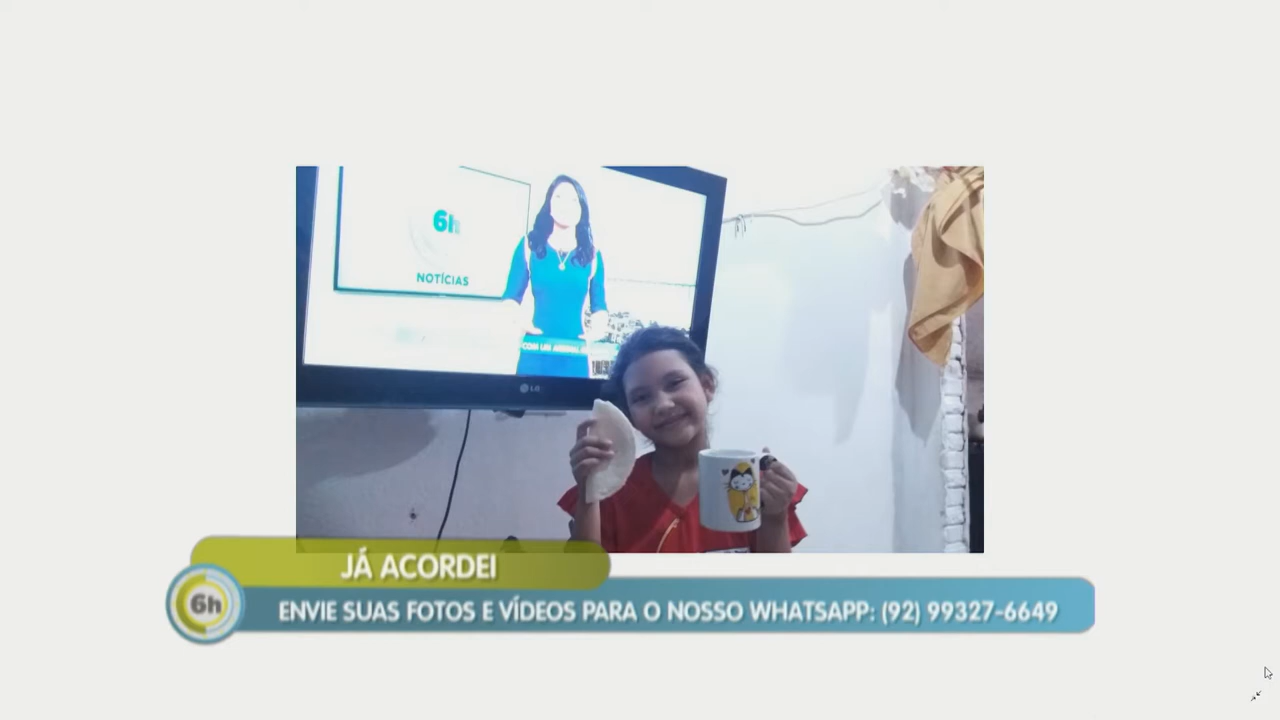 6h
NOTÍCIAS
LG
JÁ ACORDEI
6h
ENVIE SUAS FOTOS E VÍDEOS PARA O NOSSO WHATSAPP: (92) 99327-6649